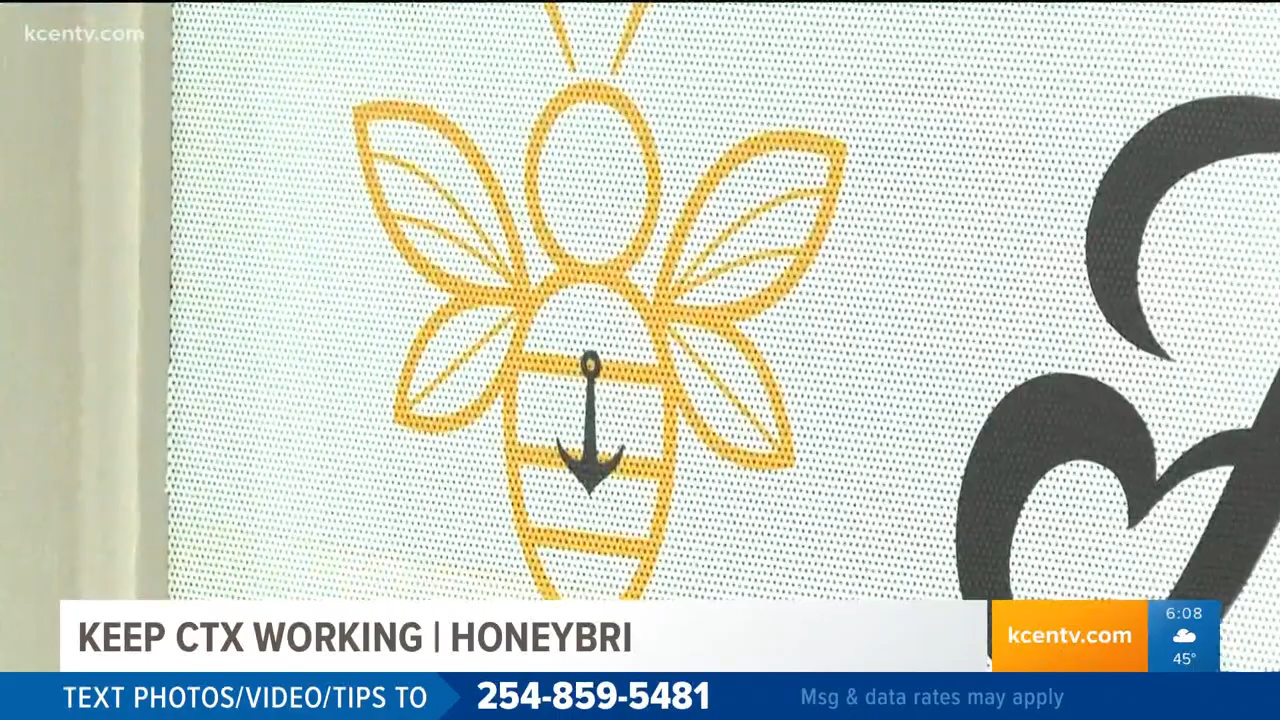 kcentv.com
KEEP CTX WORKING | HONEYBRI
kcentv.com
6:08
45°
TEXT PHOTOS/VIDEO/TIPS TO 254-859-5481 Msg & data rates may apply